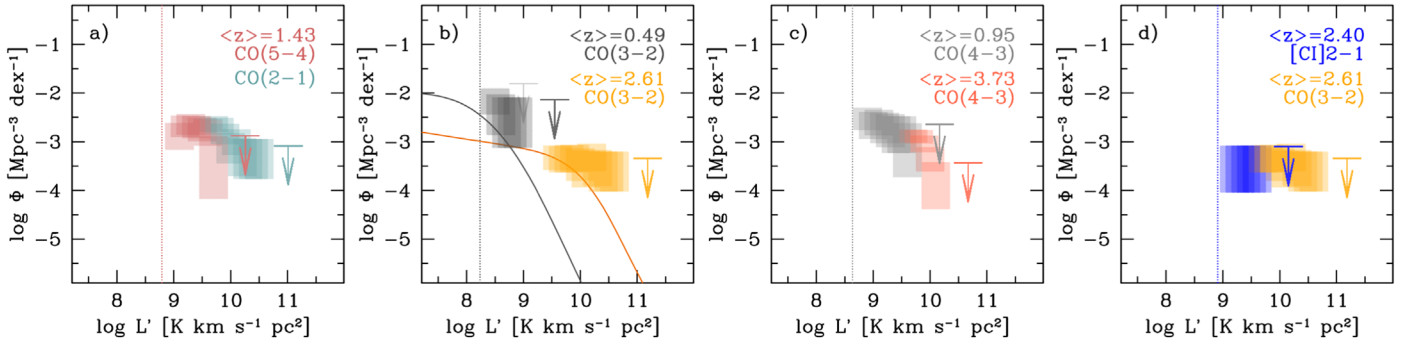 a)
<z>=1.43
CO(5−4)
CO(2−1)
−1
−2
−3
−4
−5
8 9 10 11
log Φ [Mpc⁻³ dex⁻¹]
log L' [K km s⁻¹ pc²]
b)
<z>=0.49
CO(3−2)
<z>=2.61
CO(3−2)
−1
−2
−3
−4
−5
8 9 10 11
log Φ [Mpc⁻³ dex⁻¹]
log L' [K km s⁻¹ pc²]
c)
<z>=0.95
CO(4−3)
<z>=3.73
CO(4−3)
−1
−2
−3
−4
−5
8 9 10 11
log Φ [Mpc⁻³ dex⁻¹]
log L' [K km s⁻¹ pc²]
d)
<z>=2.40
[CI]2−1
<z>=2.61
CO(3−2)
−1
−2
−3
−4
−5
8 9 10 11
log Φ [Mpc⁻³ dex⁻¹]
log L' [K km s⁻¹ pc²]